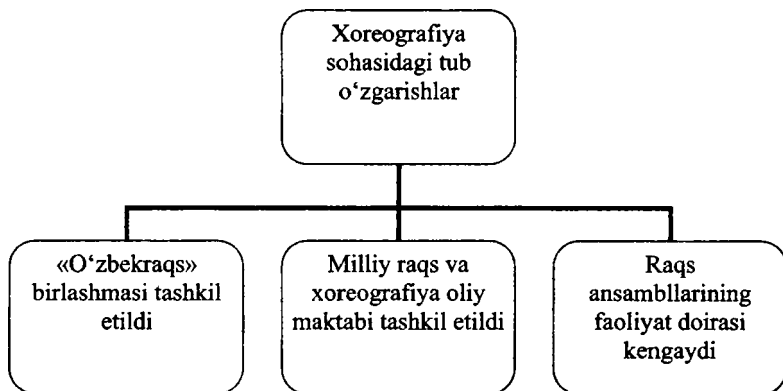 Xoreografiya
sohasidagi tub
o‘zgarishlar
«O‘zbekraqs»
birlashmasi tashkil
etildi
Milliy raqs va
xoreografiya oliy
maktabi tashkil etildi
Raqs
ansambllarining
faoliyat doirasi
kengaydi